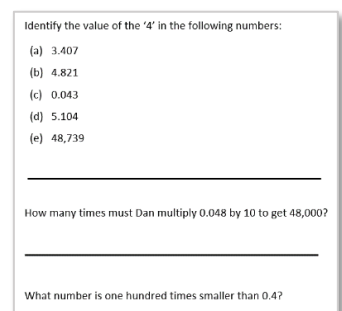 Identify the value of the ‘4’ in the following numbers:
(a) 3.407
(b) 4.821
(c) 0.043
(d) 5.104
(e) 48,739
How many times must Dan multiply 0.048 by 10 to get 48,000?
What number is one hundred times smaller than 0.4?